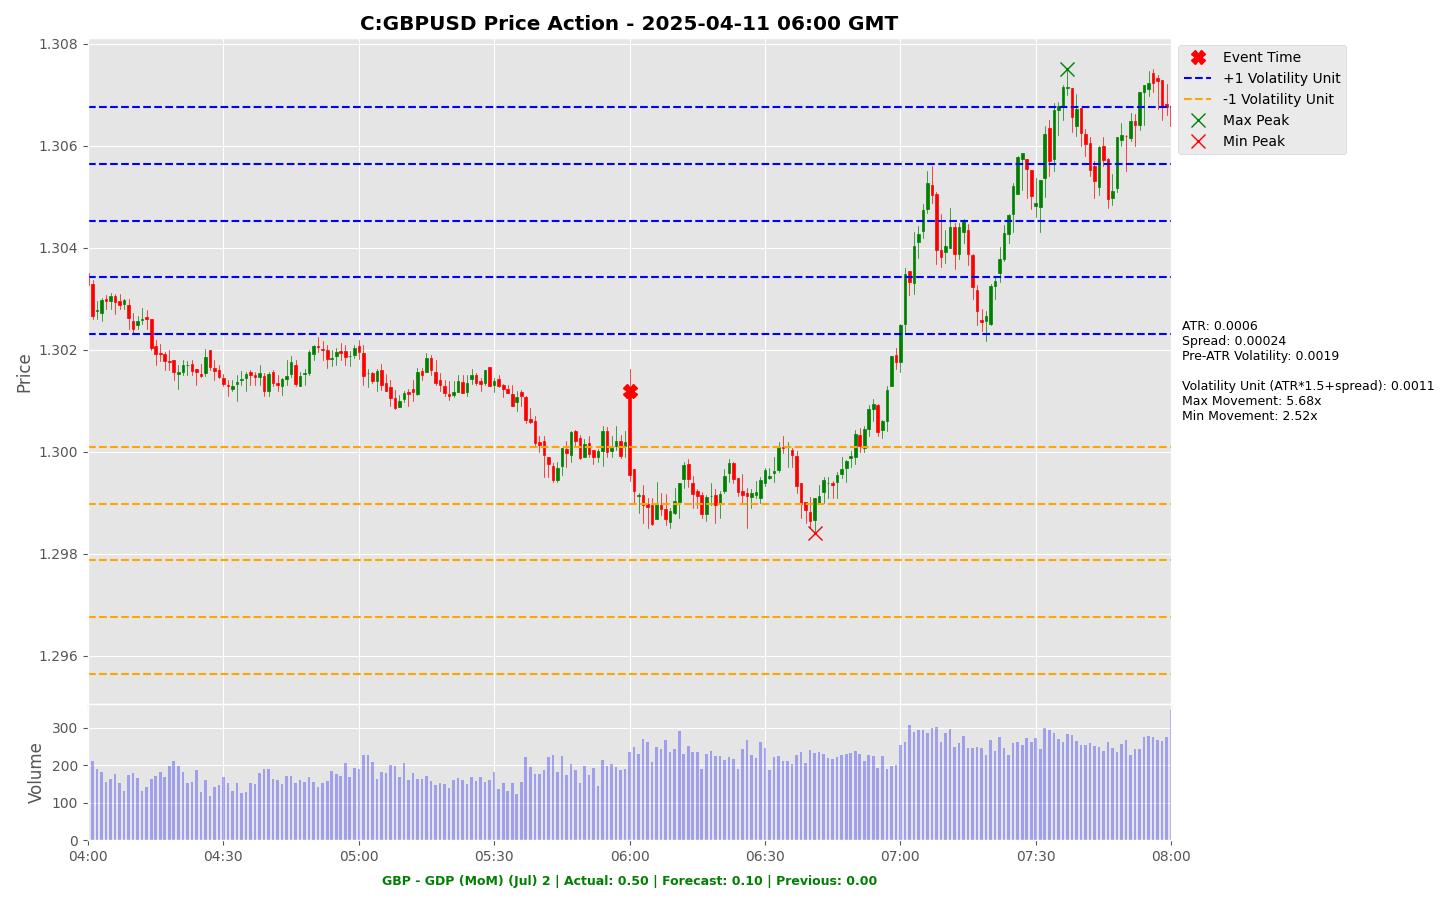 C:GBPUSD Price Action - 2025-04-11 06:00 GMT
Price
1.308
1.306
1.304
1.302
1.300
1.298
1.296
Event Time
+1 Volatility Unit
-1 Volatility Unit
Max Peak
Min Peak
ATR: 0.0006
Spread: 0.00024
Pre-ATR Volatility: 0.0019
Volatility Unit (ATR*1.5+spread): 0.0011
Max Movement: 5.68x
Min Movement: 2.52x
Volume
300
200
100
0
04:00 04:30 05:00 05:30 06:00 06:30 07:00 07:30 08:00
GBP - GDP (MoM) (Jul) 2 | Actual: 0.50 | Forecast: 0.10 | Previous: 0.00